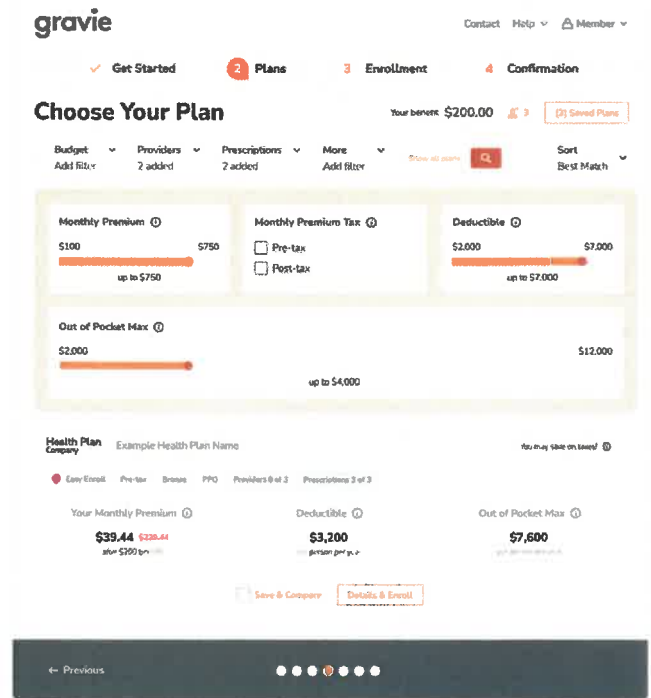 gravie
Contact Help Member
Get Started 2 Plans 3 Enrollment 4 Confirmation
Choose Your Plan
Your benefit $200.00 3 (3) Saved Plans
Budget Providers Prescriptions More Sort
Add filter 2 added 2 added Add filter Best Match
Monthly Premium
$100 $750
up to $750
Monthly Premium Tax
Pre-tax
Post-tax
Deductible
$2,000 $7,000
up to $7,000
Out of Pocket Max
$2,000 $12,000
up to $4,000
Health Plan
Company
Example Health Plan Name
You may save on taxes!
Easy Enroll Pre-tax Bronze PPO Providers 0 of 3 Prescriptions 3 of 3
Your Monthly Premium Deductible Out of Pocket Max
$39.44 $239.44 $3,200 $7,600
after $200
Save & Compare Details & Enroll
← Previous